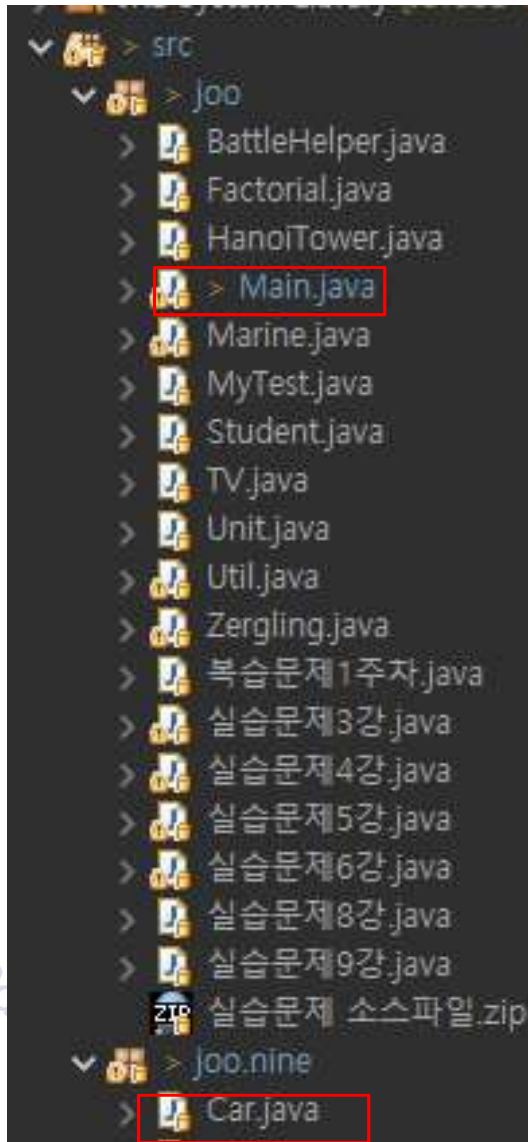 > src
> joo
BattleHelper.java
Factorial.java
HanoiTower.java
> Main.java
Marine.java
MyTest.java
Student.java
TV.java
Unit.java
Util.java
Zergling.java
복습문제1주차.java
실습문제3강.java
실습문제4강.java
실습문제5강.java
실습문제6강.java
실습문제8강.java
실습문제9강.java
ZIP 실습문제 소스파일.zip
> joo.nine
Car.java